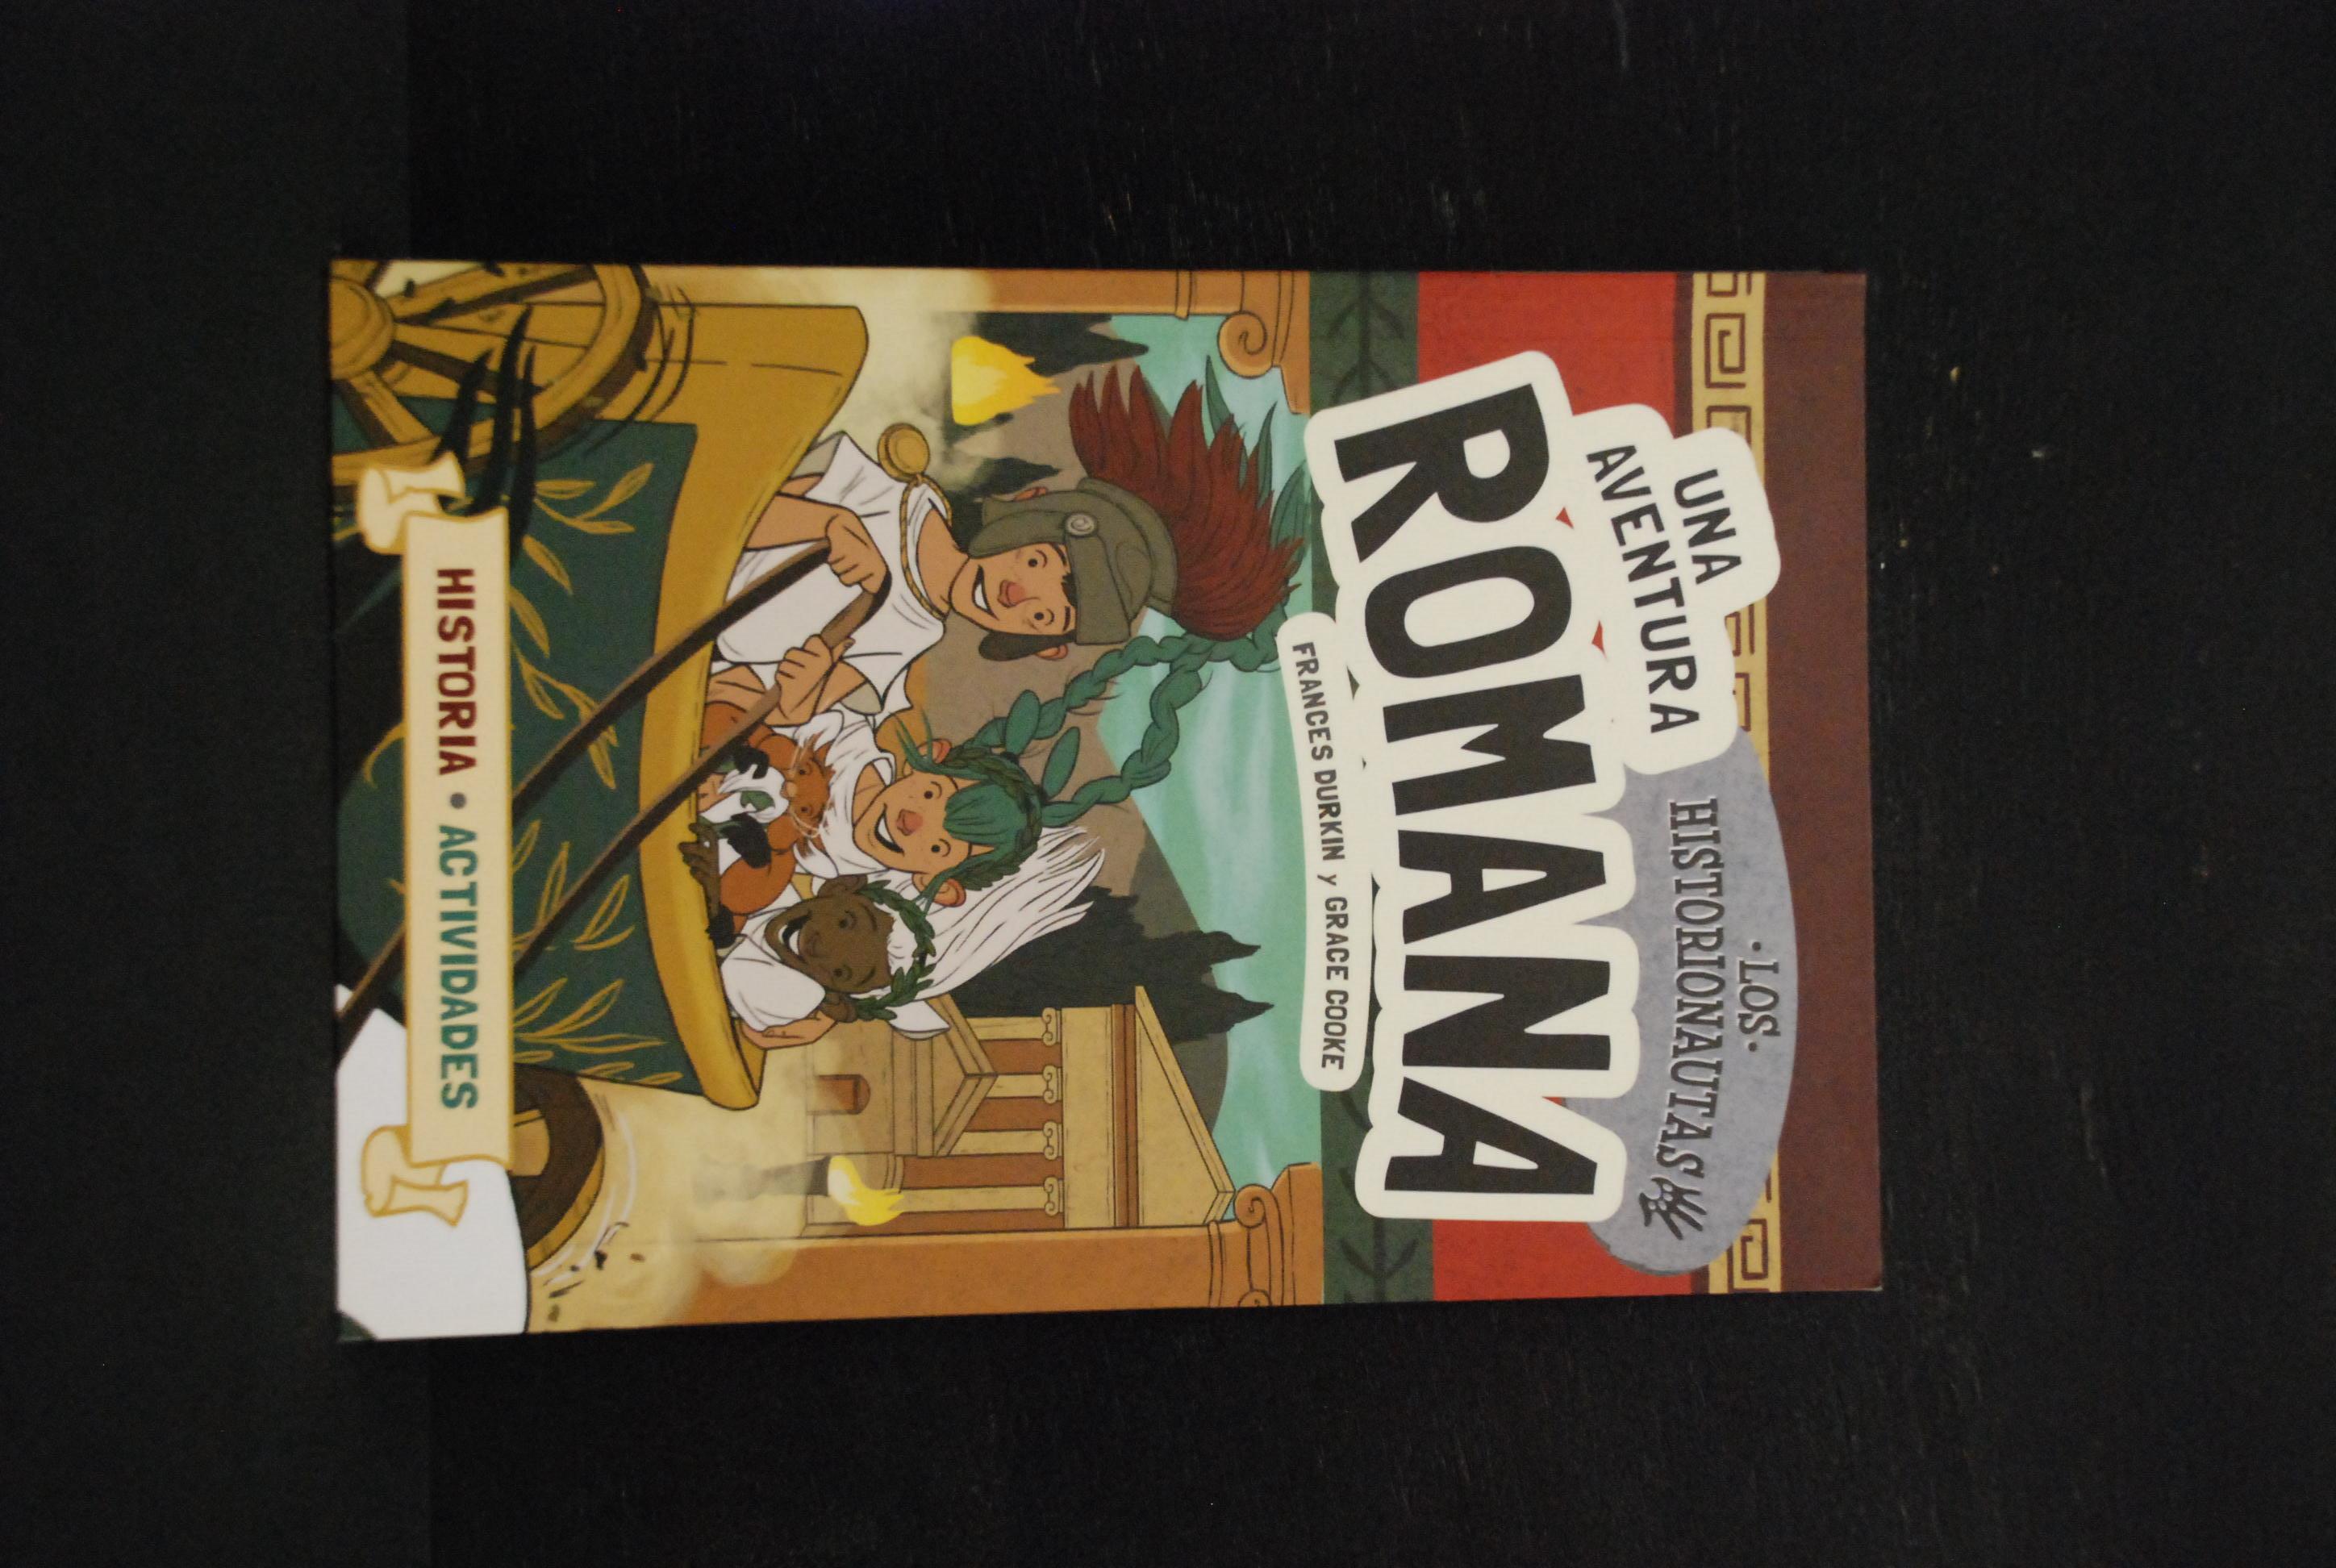 ·LOS·
HISTORIONAUTAS
UNA
AVENTURA
ROMANA
FRANCES DURKIN y GRACE COOKE
HISTORIA • ACTIVIDADES